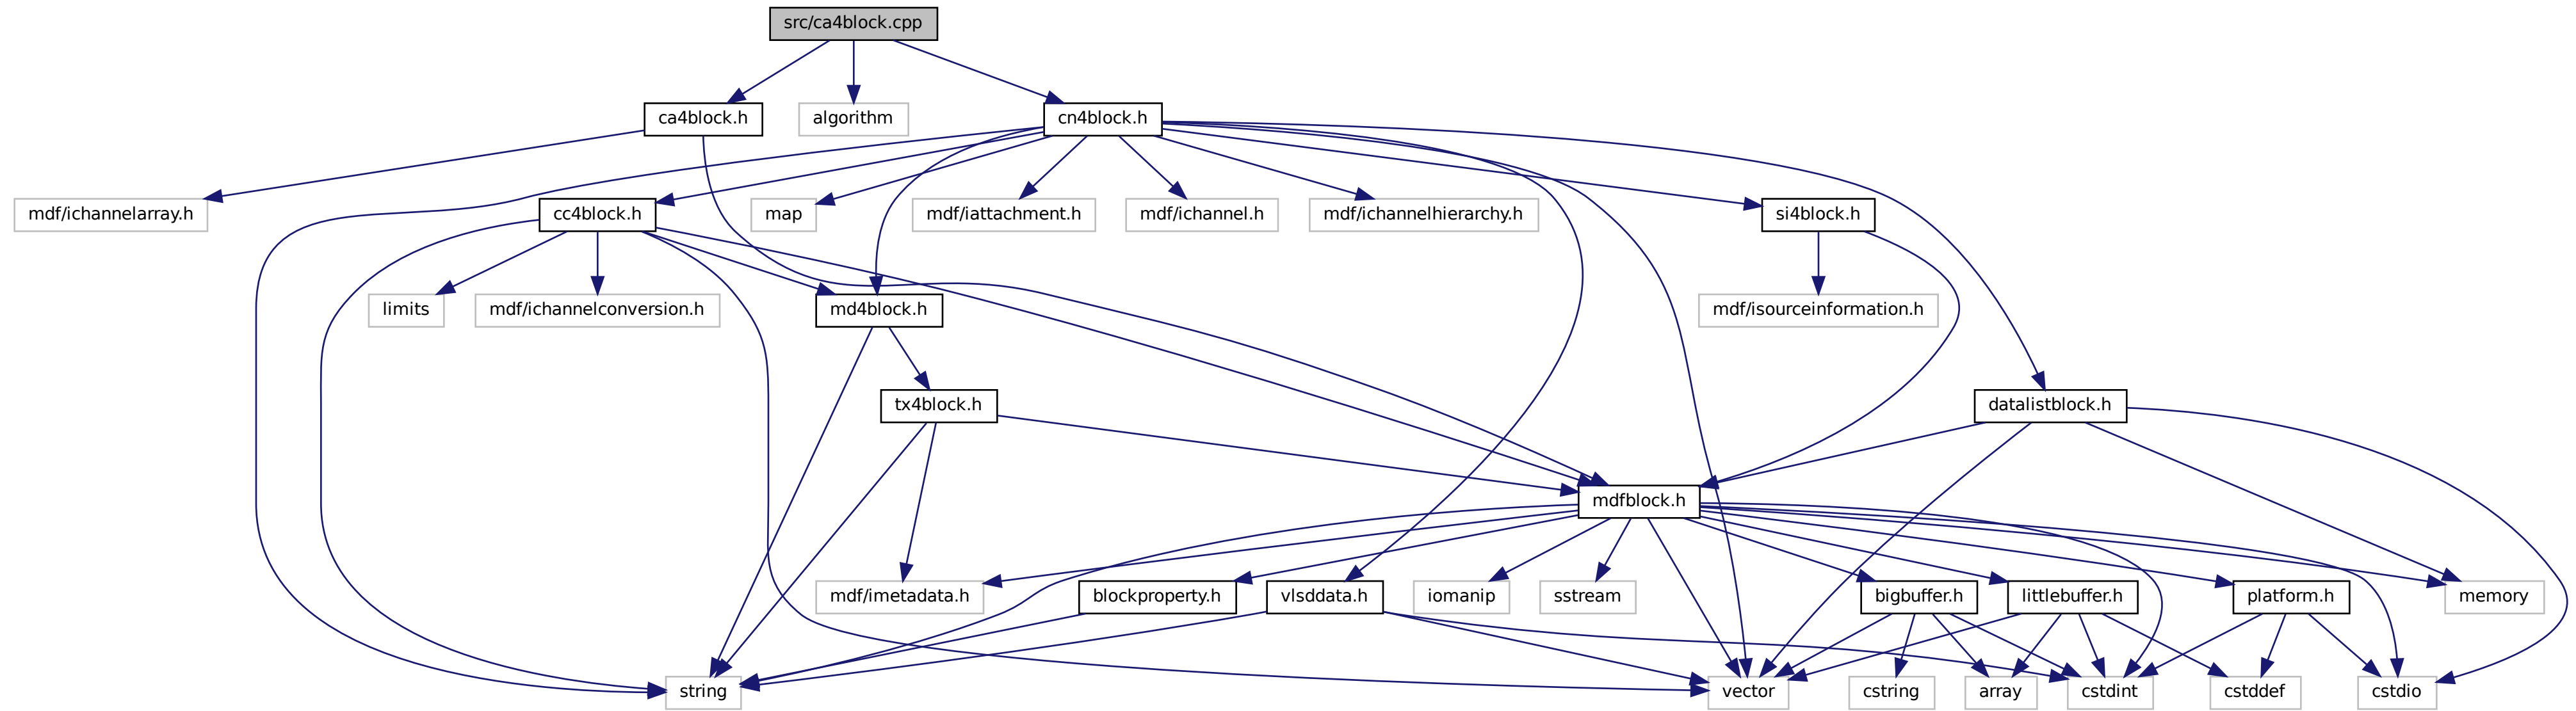 src/ca4block.cpp
ca4block.h
algorithm
cn4block.h
mdf/ichannelarray.h
cc4block.h
map
mdf/iattachment.h
mdf/ichannel.h
mdf/ichannelhierarchy.h
si4block.h
limits
mdf/ichannelconversion.h
md4block.h
mdf/isourceinformation.h
tx4block.h
datalistblock.h
mdfblock.h
mdf/imetadata.h
blockproperty.h
vlsddata.h
iomanip
sstream
bigbuffer.h
littlebuffer.h
platform.h
memory
string
vector
cstring
array
cstdint
cstddef
cstdio